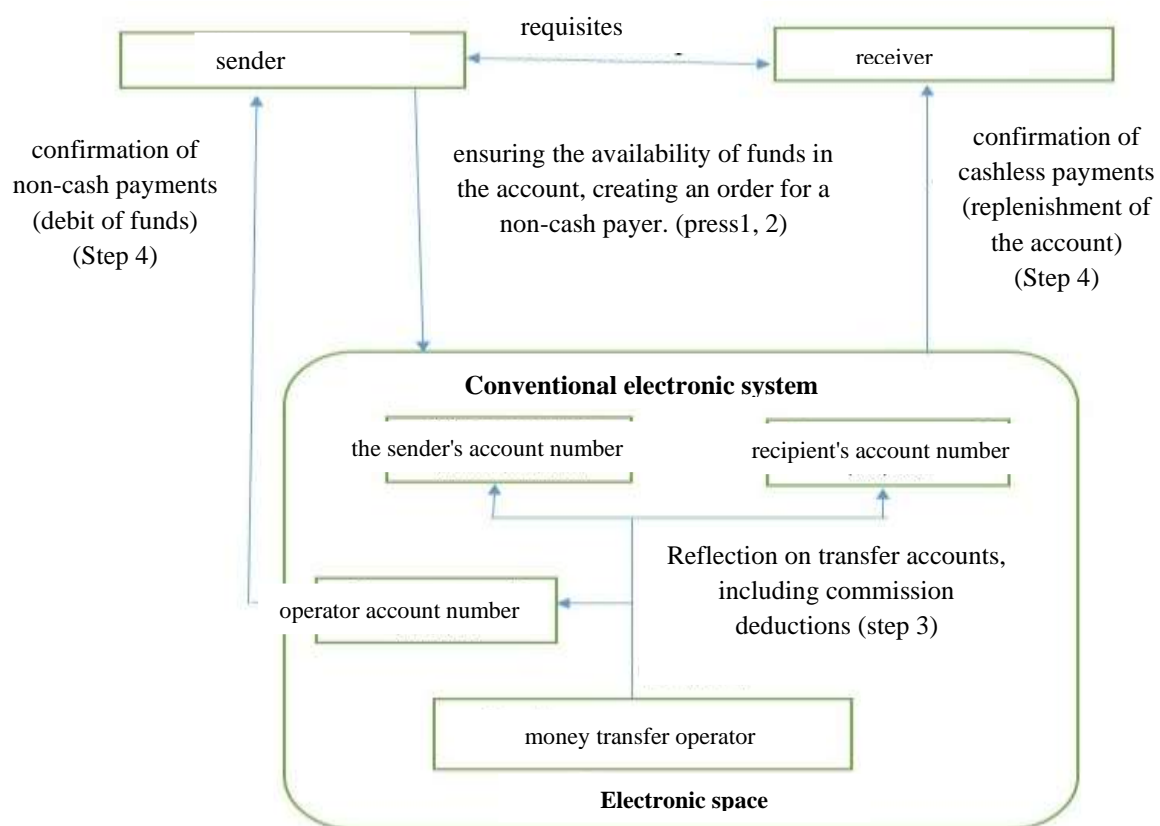 requisites
sender
receiver
confirmation of
non-cash payments
(debit of funds)
(Step 4)
ensuring the availability of funds in
the account, creating an order for a
non-cash payer. (press1, 2)
confirmation of
cashless payments
(replenishment of
the account)
(Step 4)
Conventional electronic system
the sender's account number
recipient's account number
Reflection on transfer accounts,
including commission
deductions (step 3)
operator account number
money transfer operator
Electronic space